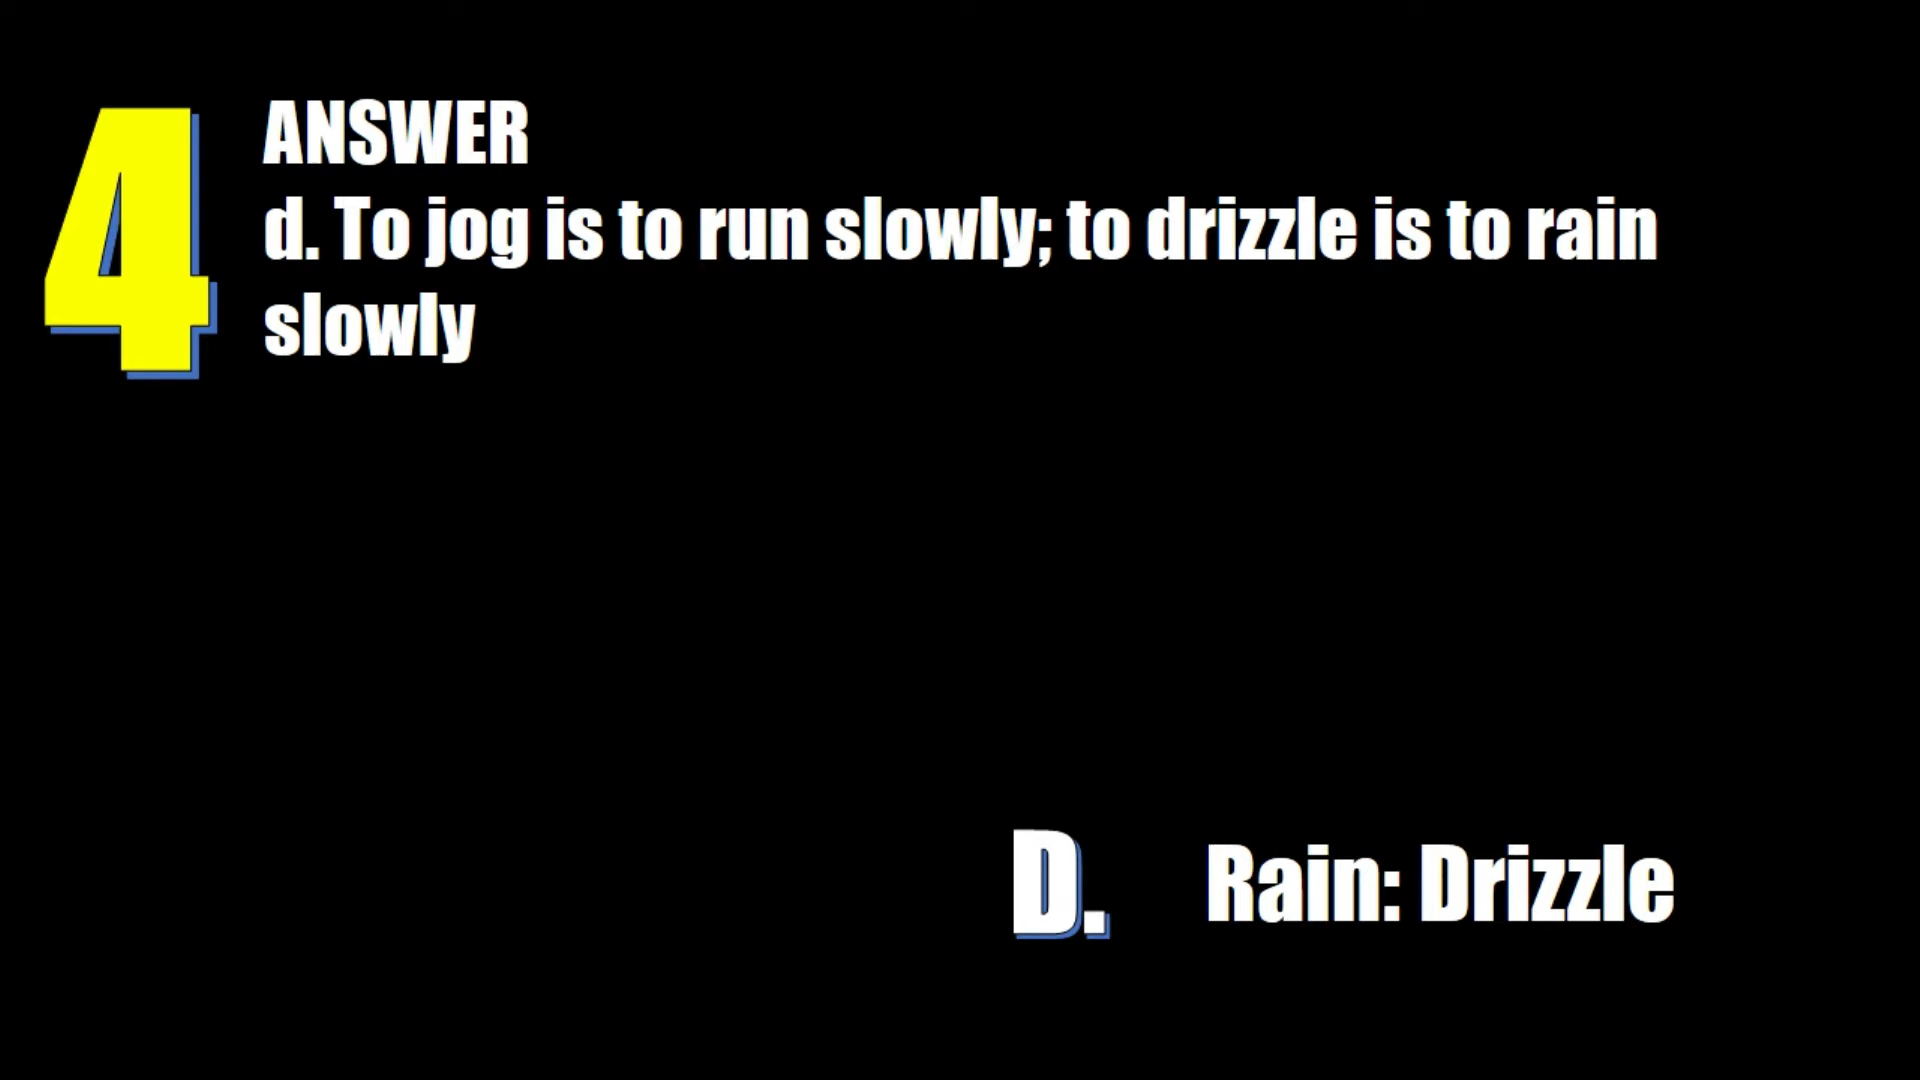 4
ANSWER
d. To jog is to run slowly; to drizzle is to rain
slowly
D. Rain: Drizzle